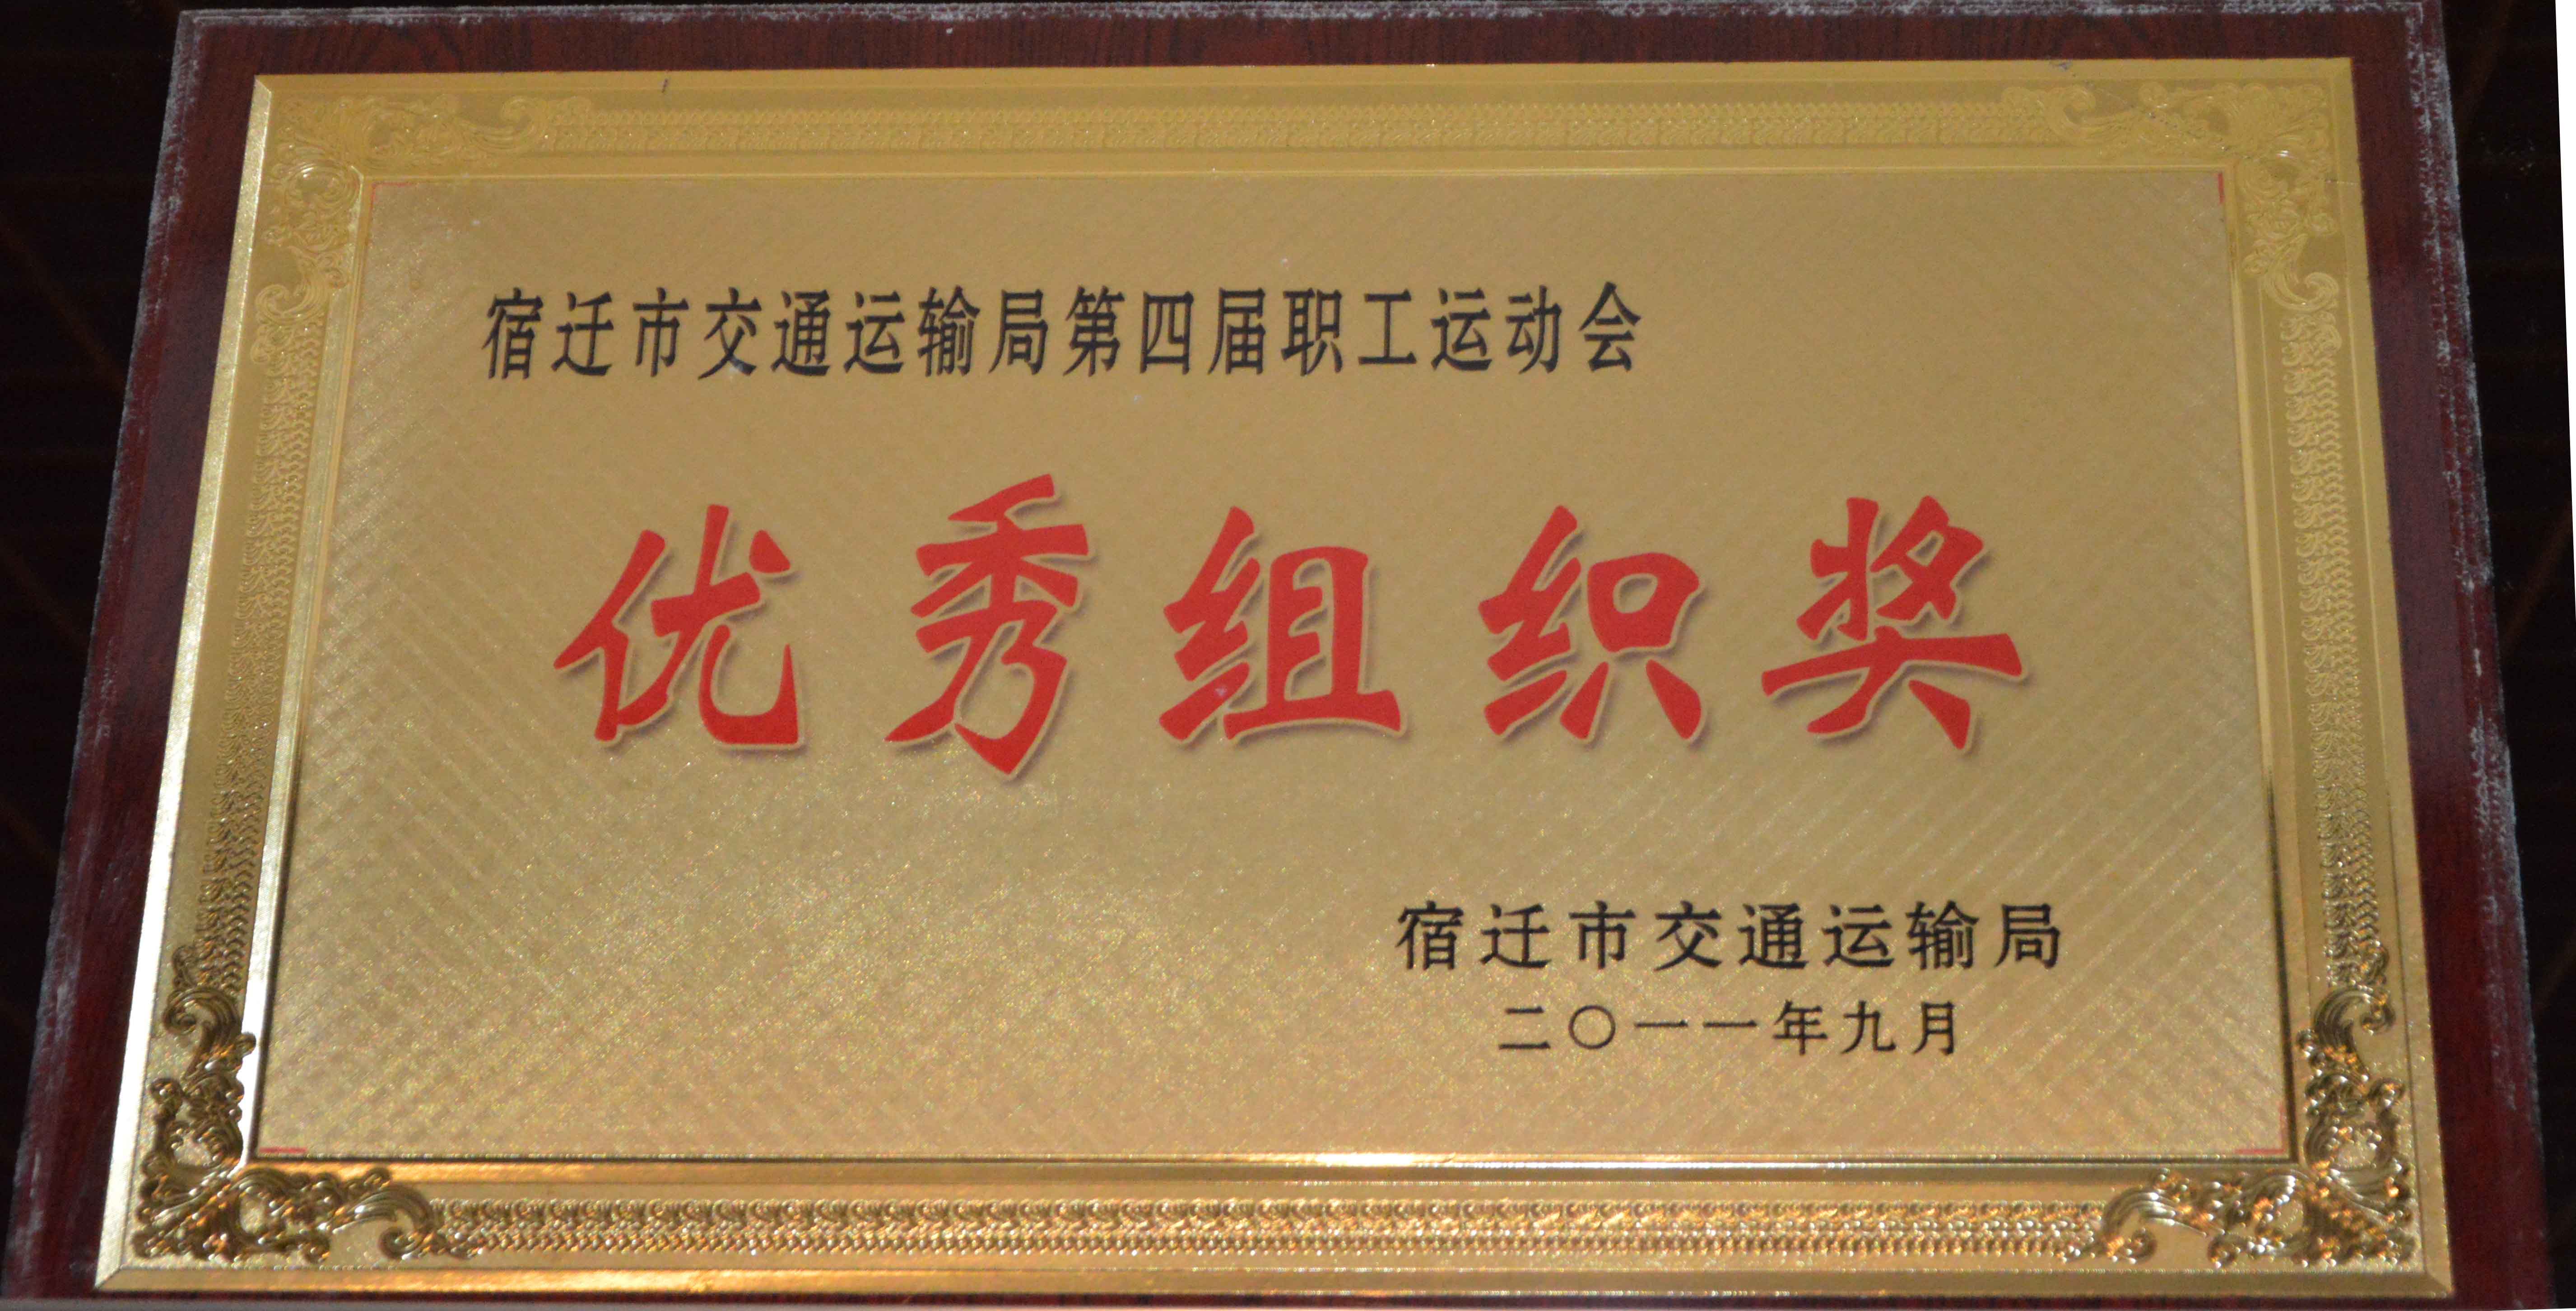 宿迁市交通运输局第四届职工运动会
优秀组织奖
宿迁市交通运输局
二〇一一年九月